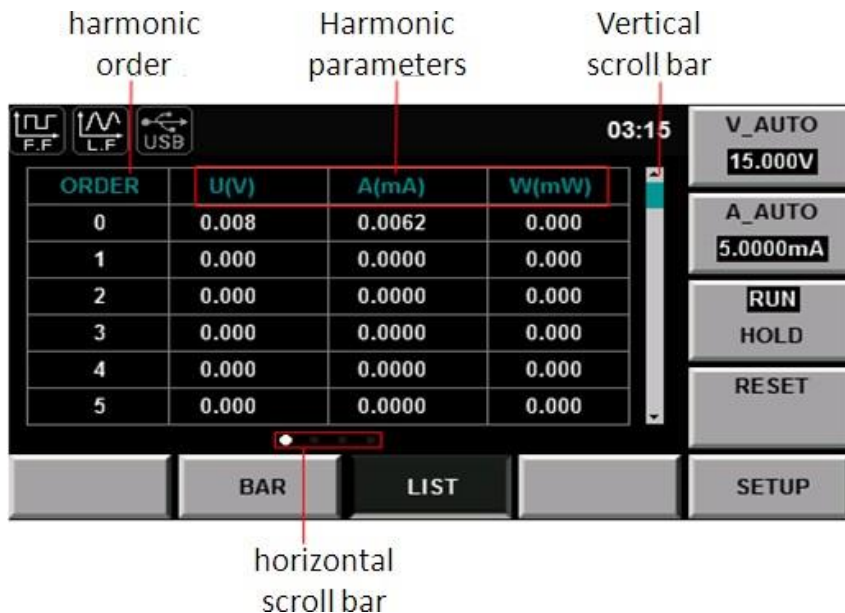 harmonic
order
Harmonic
parameters
Vertical
scroll bar
F.F
L.F
USB
03:15
V_AUTO
15.000V
ORDER U(V) A(mA) W(mW)
0 0.008 0.0062 0.000
A_AUTO
5.0000mA
1 0.000 0.0000 0.000
2 0.000 0.0000 0.000
RUN
HOLD
3 0.000 0.0000 0.000
4 0.000 0.0000 0.000
RESET
5 0.000 0.0000 0.000
BAR LIST SETUP
horizontal
scroll bar